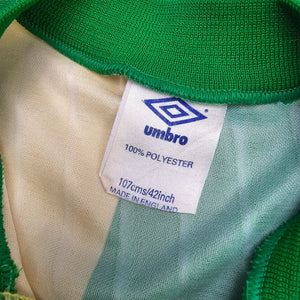 umbro
100% POLYESTER
107cms/42inch
MADE IN ENGLAND